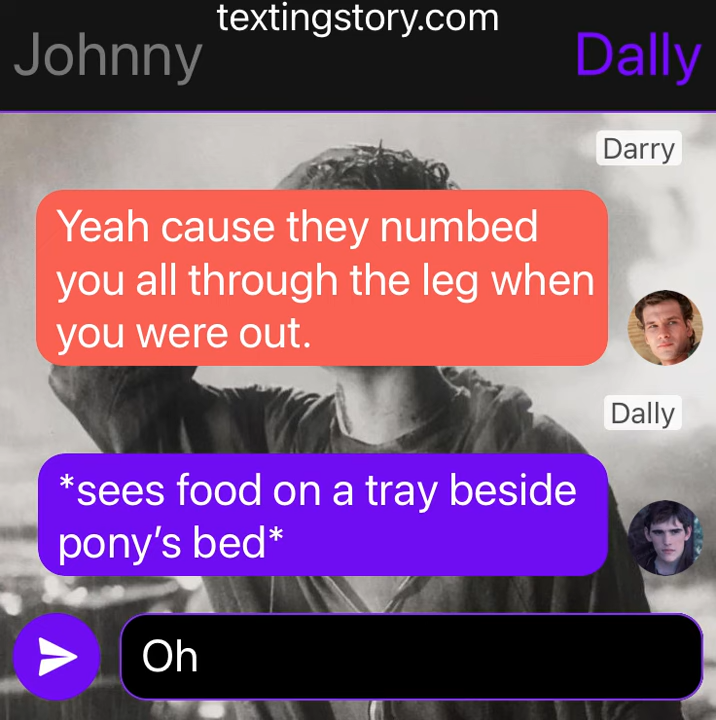 textingstory.com
Johnny
Dally
Darry
Yeah cause they numbed
you all through the leg when
you were out.
Dally
*sees food on a tray beside
pony’s bed*
Oh